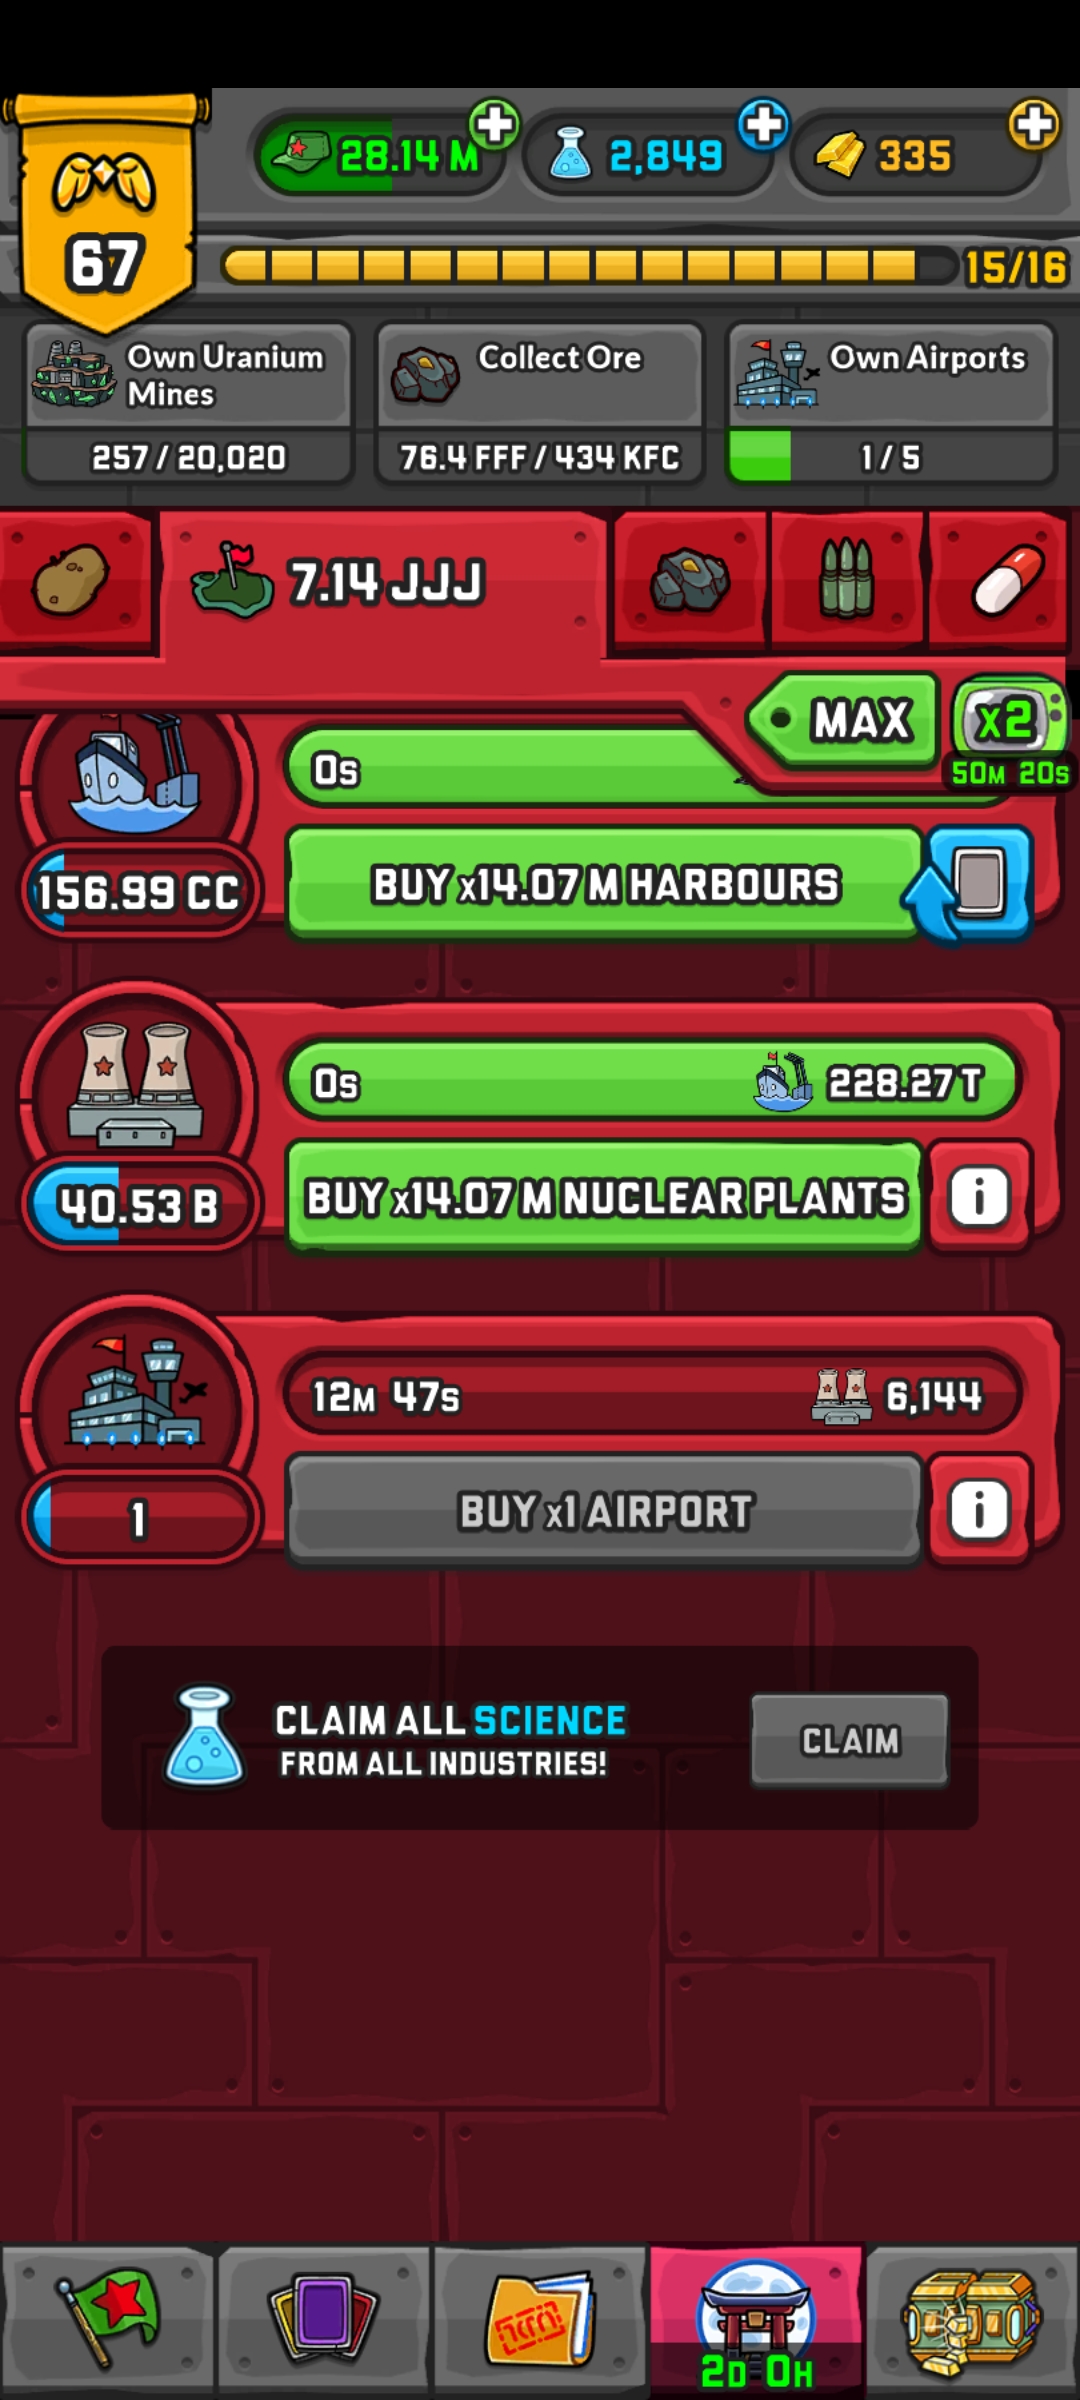 28.14 M
2,849
335
67
15/16
Own Uranium
Mines
257 / 20,020
Collect Ore
76.4 FFF / 434 KFC
Own Airports
1 / 5
7.14 JJJ
MAX
x2
50M 20S
0s
156.99 CC
BUY x14.07 M HARBOURS
0s
228.27 T
40.53 B
BUY x14.07 M NUCLEAR PLANTS
i
12M 47S
6,144
1
BUY x1 AIRPORT
i
CLAIM ALL SCIENCE
FROM ALL INDUSTRIES!
CLAIM
2D 0H